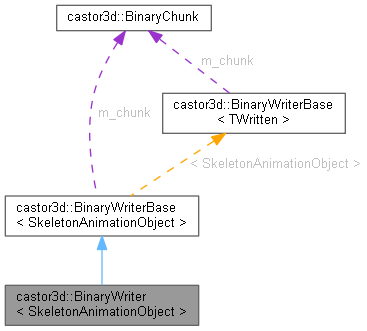 castor3d::BinaryChunk
m_chunk
castor3d::BinaryWriterBase
< TWritten >
m_chunk
< SkeletonAnimationObject >
castor3d::BinaryWriterBase
< SkeletonAnimationObject >
castor3d::BinaryWriter
< SkeletonAnimationObject >